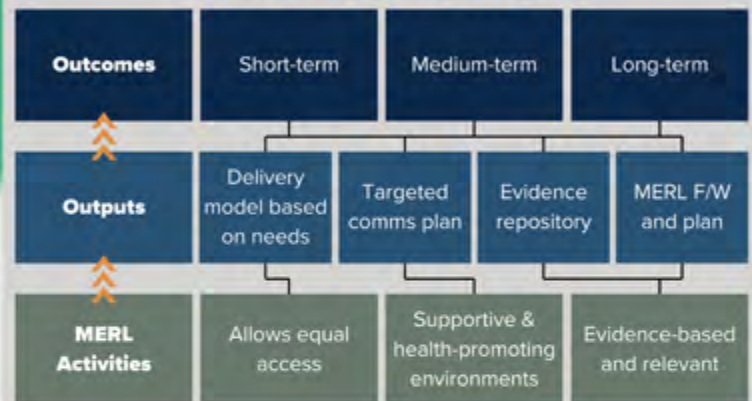 Outcomes
Short-term
Medium-term
Long-term
Outputs
Delivery
model based
on needs
Targeted
comms plan
Evidence
repository
MERL F/W
and plan
MERL
Activities
Allows equal
access
Supportive &
health-promoting
environments
Evidence-based
and relevant